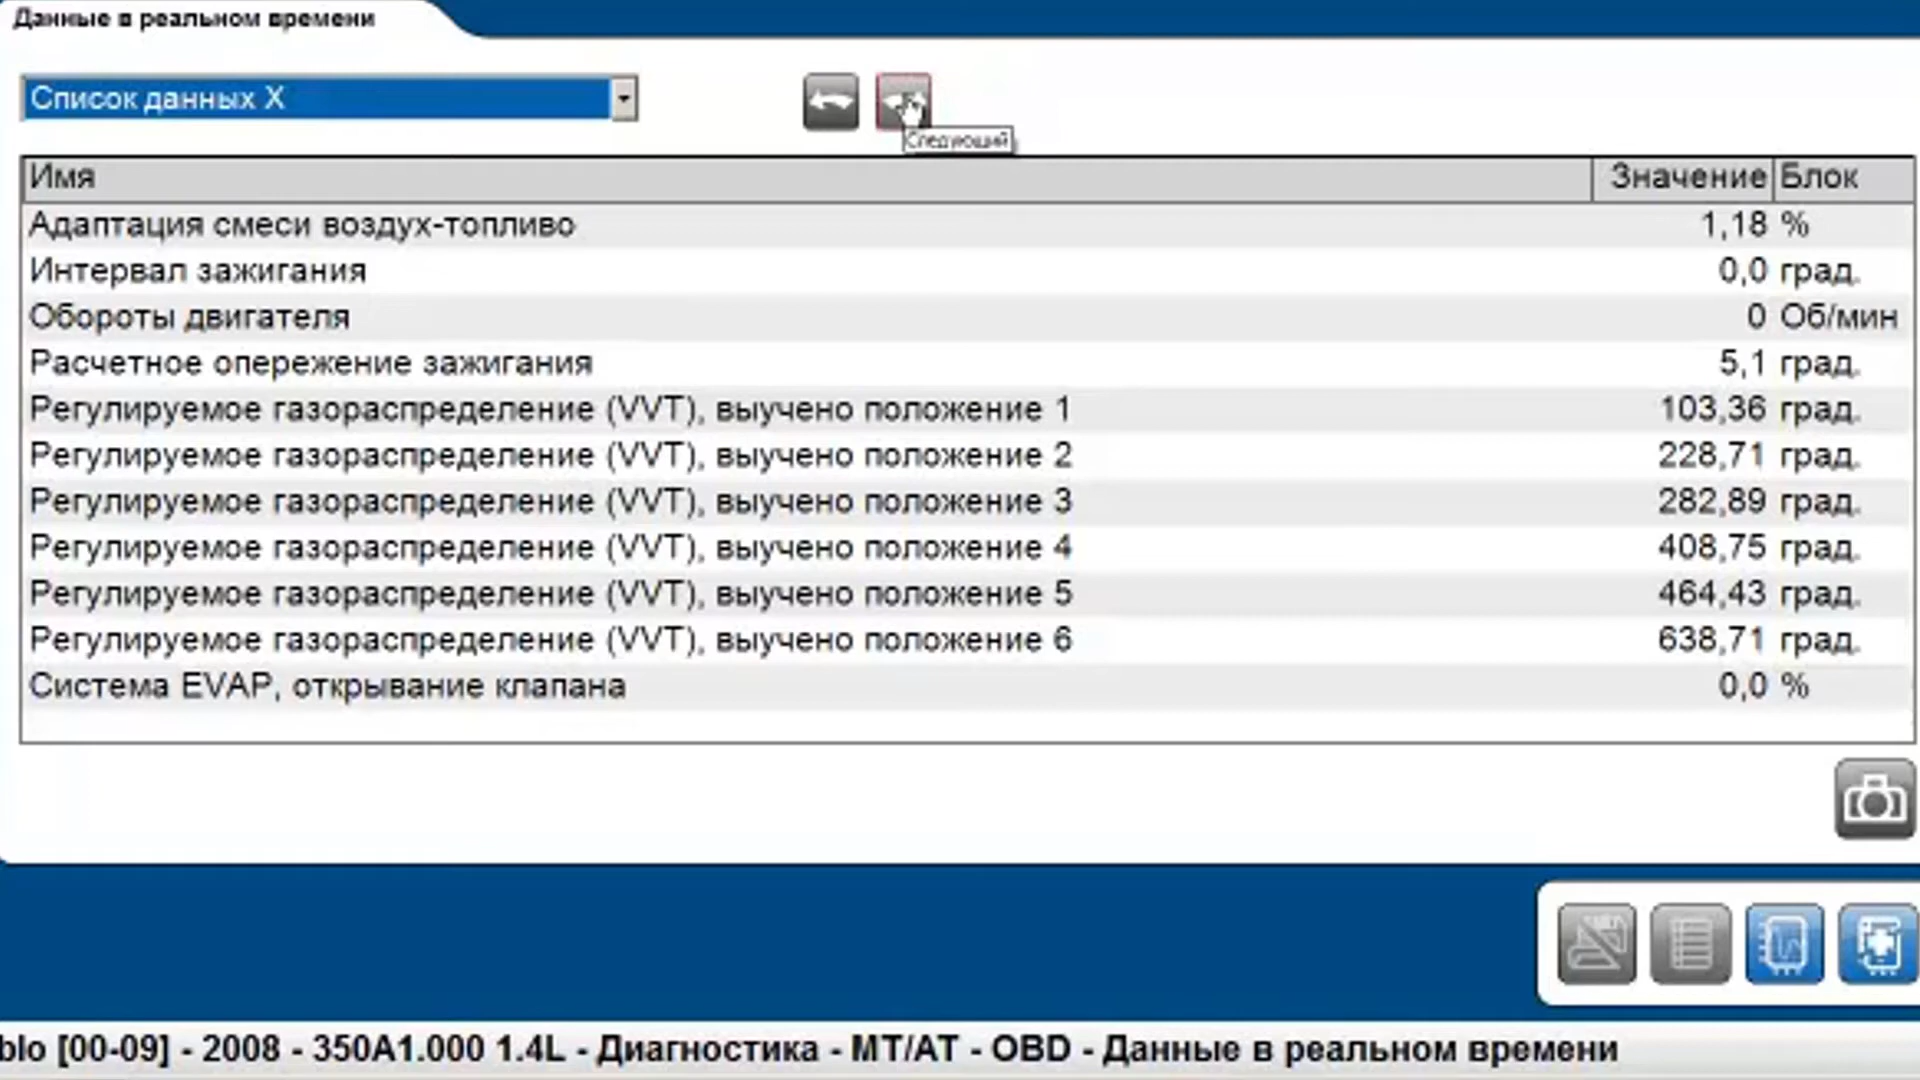 Данные в реальном времени
Список данных X
Следующий
Имя Значение Блок
Адаптация смеси воздух-топливо 1,18 %
Интервал зажигания 0,0 град.
Обороты двигателя 0 Об/мин
Расчетное опережение зажигания 5,1 град.
Регулируемое газораспределение (VVT), выучено положение 1 103,36 град.
Регулируемое газораспределение (VVT), выучено положение 2 228,71 град.
Регулируемое газораспределение (VVT), выучено положение 3 282,89 град.
Регулируемое газораспределение (VVT), выучено положение 4 408,75 град.
Регулируемое газораспределение (VVT), выучено положение 5 464,43 град.
Регулируемое газораспределение (VVT), выучено положение 6 638,71 град.
Система EVAP, открывание клапана 0,0 %
blo [00-09] - 2008 - 350A1.000 1.4L - Диагностика - MT/AT - OBD - Данные в реальном времени